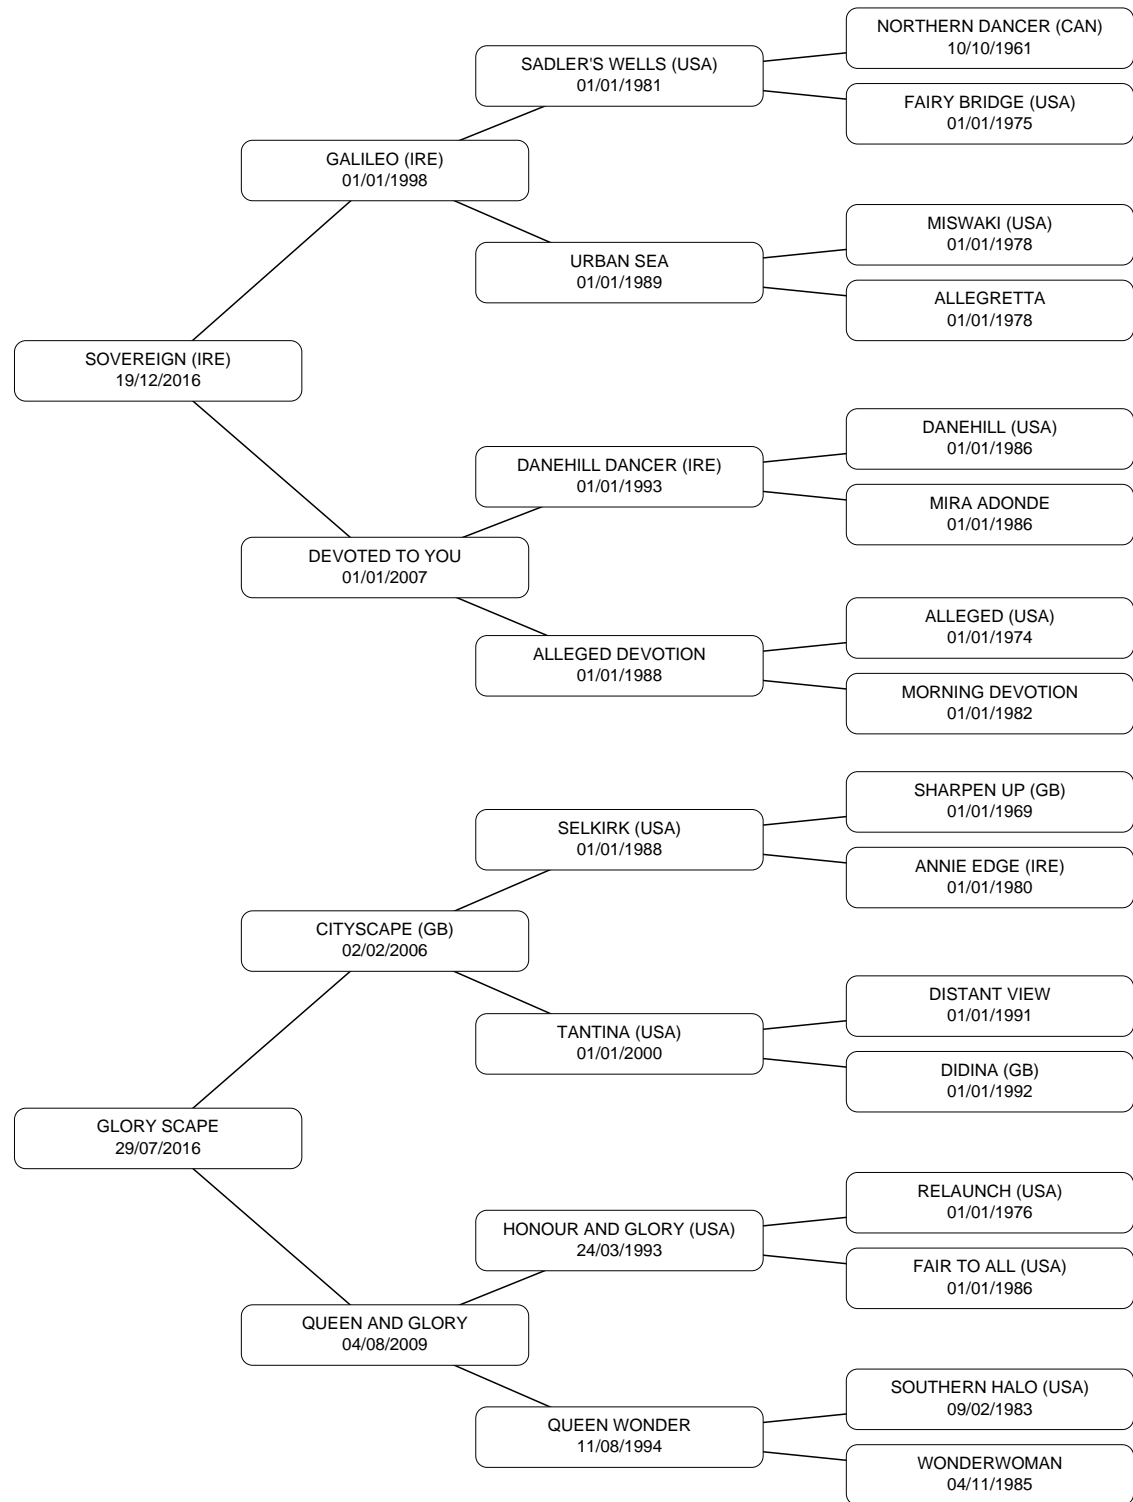 NORTHERN DANCER (CAN)
10/10/1961
SADLER'S WELLS (USA)
01/01/1981
FAIRY BRIDGE (USA)
01/01/1975
GALILEO (IRE)
01/01/1998
MISWAKI (USA)
01/01/1978
URBAN SEA
01/01/1989
ALLEGRETTA
01/01/1978
SOVEREIGN (IRE)
19/12/2016
DANEHILL (USA)
01/01/1986
DANEHILL DANCER (IRE)
01/01/1993
MIRA ADONDE
01/01/1986
DEVOTED TO YOU
01/01/2007
ALLEGED (USA)
01/01/1974
ALLEGED DEVOTION
01/01/1988
MORNING DEVOTION
01/01/1982
SHARPEN UP (GB)
01/01/1969
SELKIRK (USA)
01/01/1988
ANNIE EDGE (IRE)
01/01/1980
CITYSCAPE (GB)
02/02/2006
DISTANT VIEW
01/01/1991
TANTINA (USA)
01/01/2000
DIDINA (GB)
01/01/1992
GLORY SCAPE
29/07/2016
RELAUNCH (USA)
01/01/1976
HONOUR AND GLORY (USA)
24/03/1993
FAIR TO ALL (USA)
01/01/1986
QUEEN AND GLORY
04/08/2009
SOUTHERN HALO (USA)
09/02/1983
QUEEN WONDER
11/08/1994
WONDERWOMAN
04/11/1985